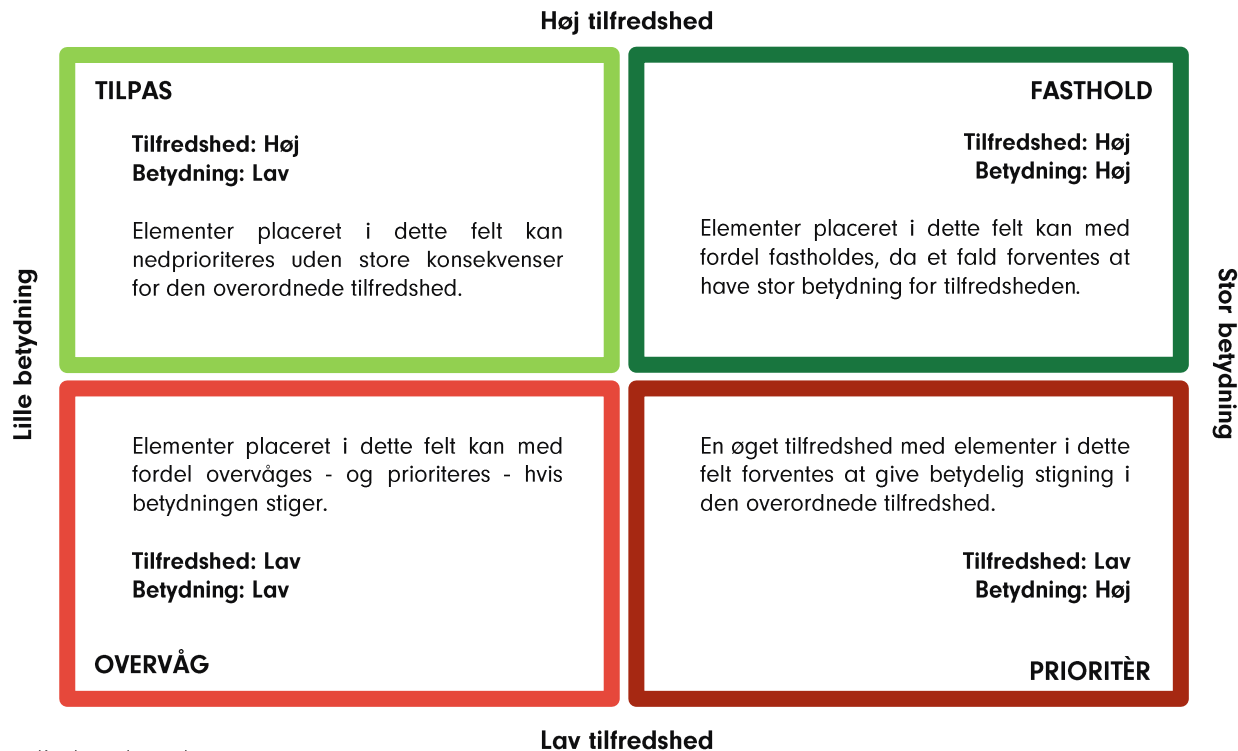 Høj tilfredshed
TILPAS
Tilfredshed: Høj
Betydning: Lav
Elementer placeret i dette felt kan
nedprioriteres uden store konsekvenser
for den overordnede tilfredshed.
FASTHOLD
Tilfredshed: Høj
Betydning: Høj
Elementer placeret i dette felt kan med
fordel fastholdes, da et fald forventes at
have stor betydning for tilfredsheden.
Lille betydning
Stor betydning
Elementer placeret i dette felt kan med
fordel overvåges - og prioriteres - hvis
betydningen stiger.
Tilfredshed: Lav
Betydning: Lav
OVERVÅG
En øget tilfredshed med elementer i dette
felt forventes at give betydelig stigning i
den overordnede tilfredshed.
Tilfredshed: Lav
Betydning: Høj
PRIORITÈR
Lav tilfredshed